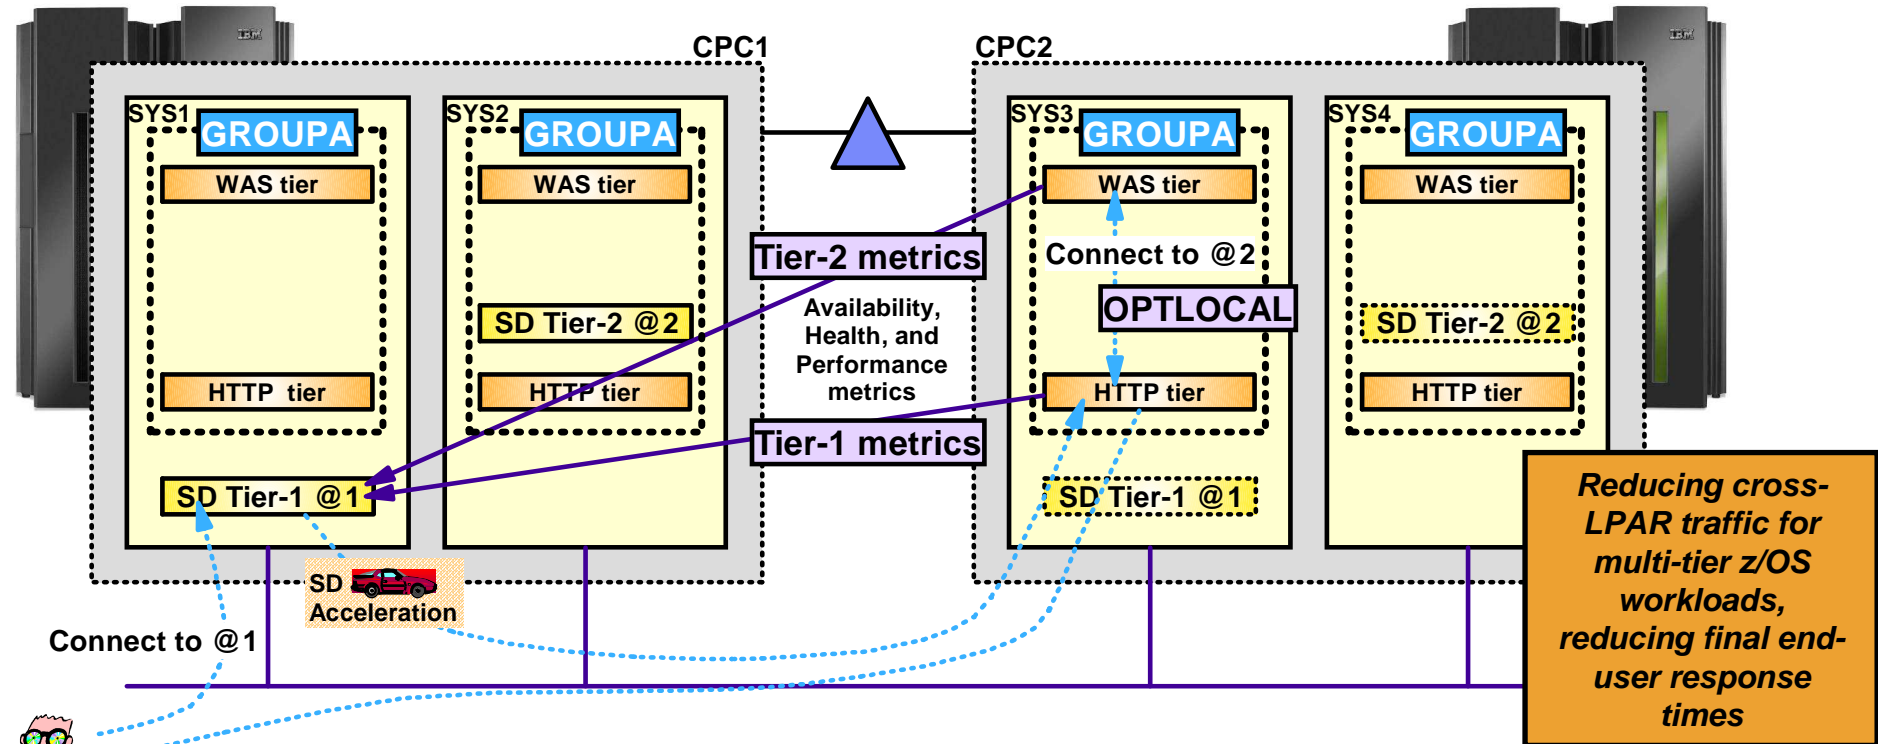 IBM
IBM
CPC1
CPC2
SYS1
GROUPA
WAS tier
HTTP tier
SD Tier-1 @1
SYS2
GROUPA
WAS tier
SD Tier-2 @2
HTTP tier
Tier-2 metrics
Availability,
Health, and
Performance
metrics
Tier-1 metrics
SYS3
GROUPA
WAS tier
Connect to @2
OPTLOCAL
HTTP tier
SD Tier-1 @1
SYS4
GROUPA
WAS tier
SD Tier-2 @2
HTTP tier
SD
Acceleration
Connect to @1
Reducing cross-
LPAR traffic for
multi-tier z/OS
workloads,
reducing final end-
user response
times